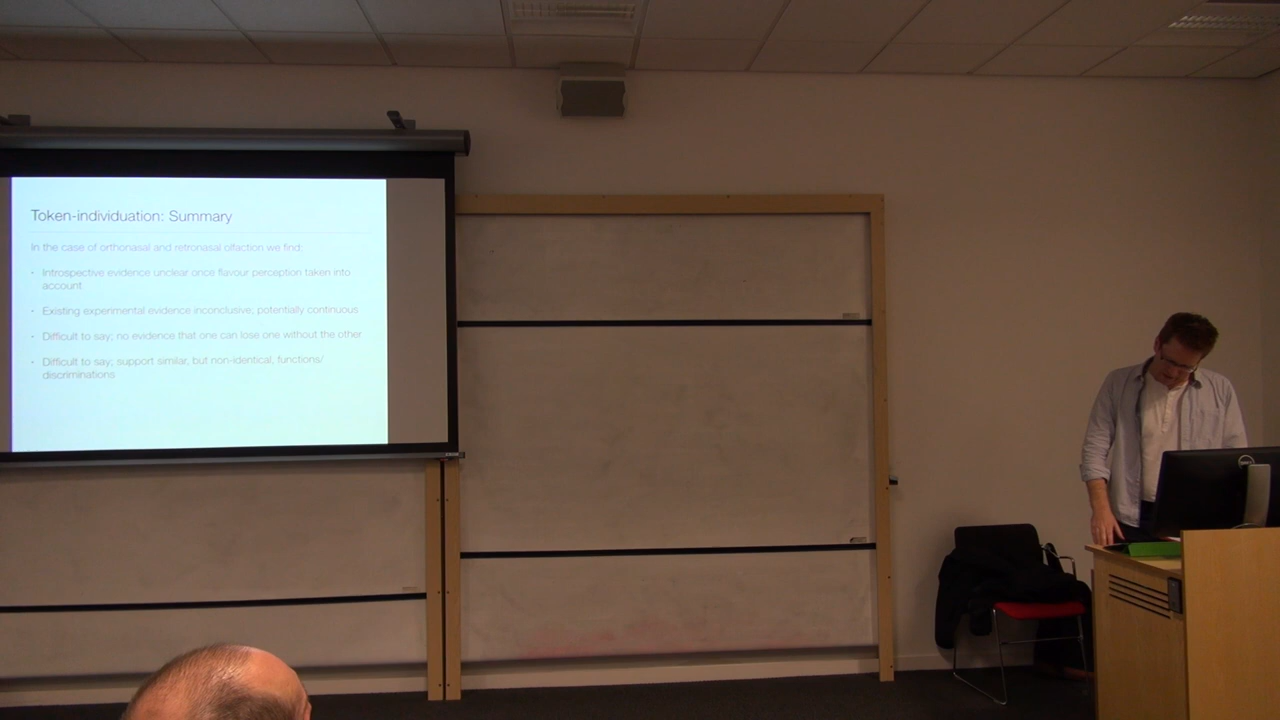 Token-individuation: Summary
In the case of orthonasal and retronasal olfaction we find:
• Introspective evidence unclear once flavour perception taken into
account
• Existing experimental evidence inconclusive; potentially continuous
• Difficult to say; no evidence that one can lose one without the other
• Difficult to say; support similar, but non-identical, functions/
discriminations
DELL